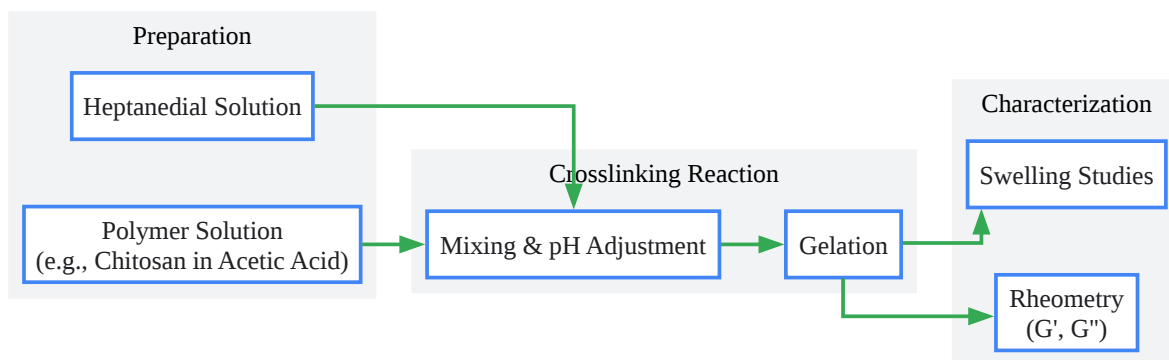 Preparation
Heptanedial Solution
Polymer Solution
(e.g., Chitosan in Acetic Acid)
Crosslinking Reaction
Mixing & pH Adjustment
Gelation
Characterization
Swelling Studies
Rheometry
(G', G'')